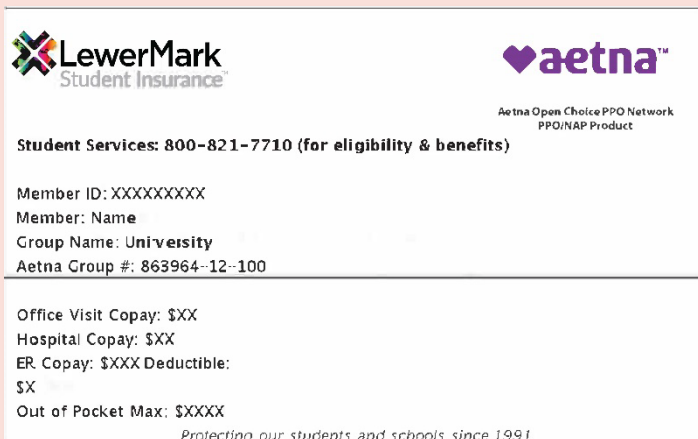 LewerMark
Student Insurance™
aetna™
Aetna Open Choice PPO Network
PPO/NAP Product
Student Services: 800-821-7710 (for eligibility & benefits)
Member ID: XXXXXXXXX
Member: Name
Group Name: University
Aetna Group #: 863964-12-100
Office Visit Copay: $XX
Hospital Copay: $XX
ER Copay: $XXX Deductible:
$X
Out of Pocket Max: $XXXX
Protecting our students and schools since 1991